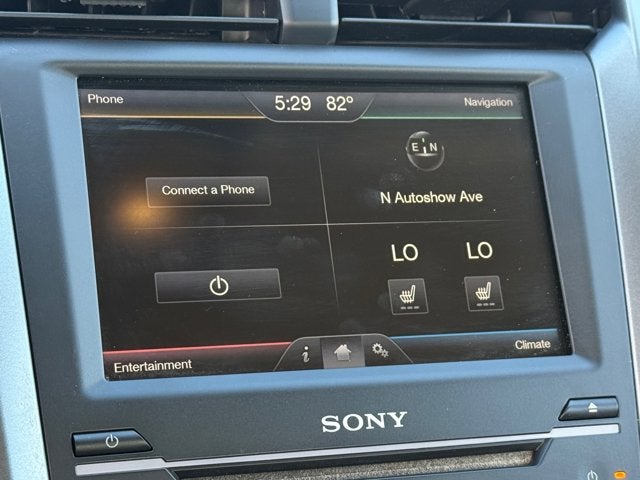 Phone
5:29 82°
Navigation
E N
Connect a Phone
N Autoshow Ave
LO LO
i
Entertainment
Climate
SONY